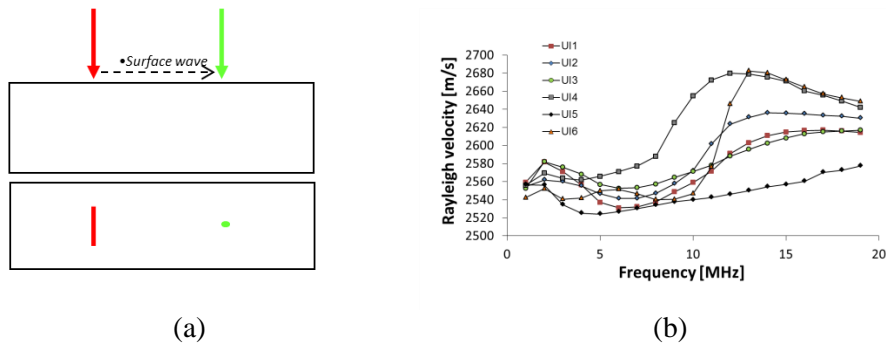 •Surface wave
UI1
UI2
UI3
UI4
UI5
UI6
Rayleigh velocity [m/s]
2700
2680
2660
2640
2620
2600
2580
2560
2540
2520
2500
0 5 10 15 20
Frequency [MHz]
(a) (b)